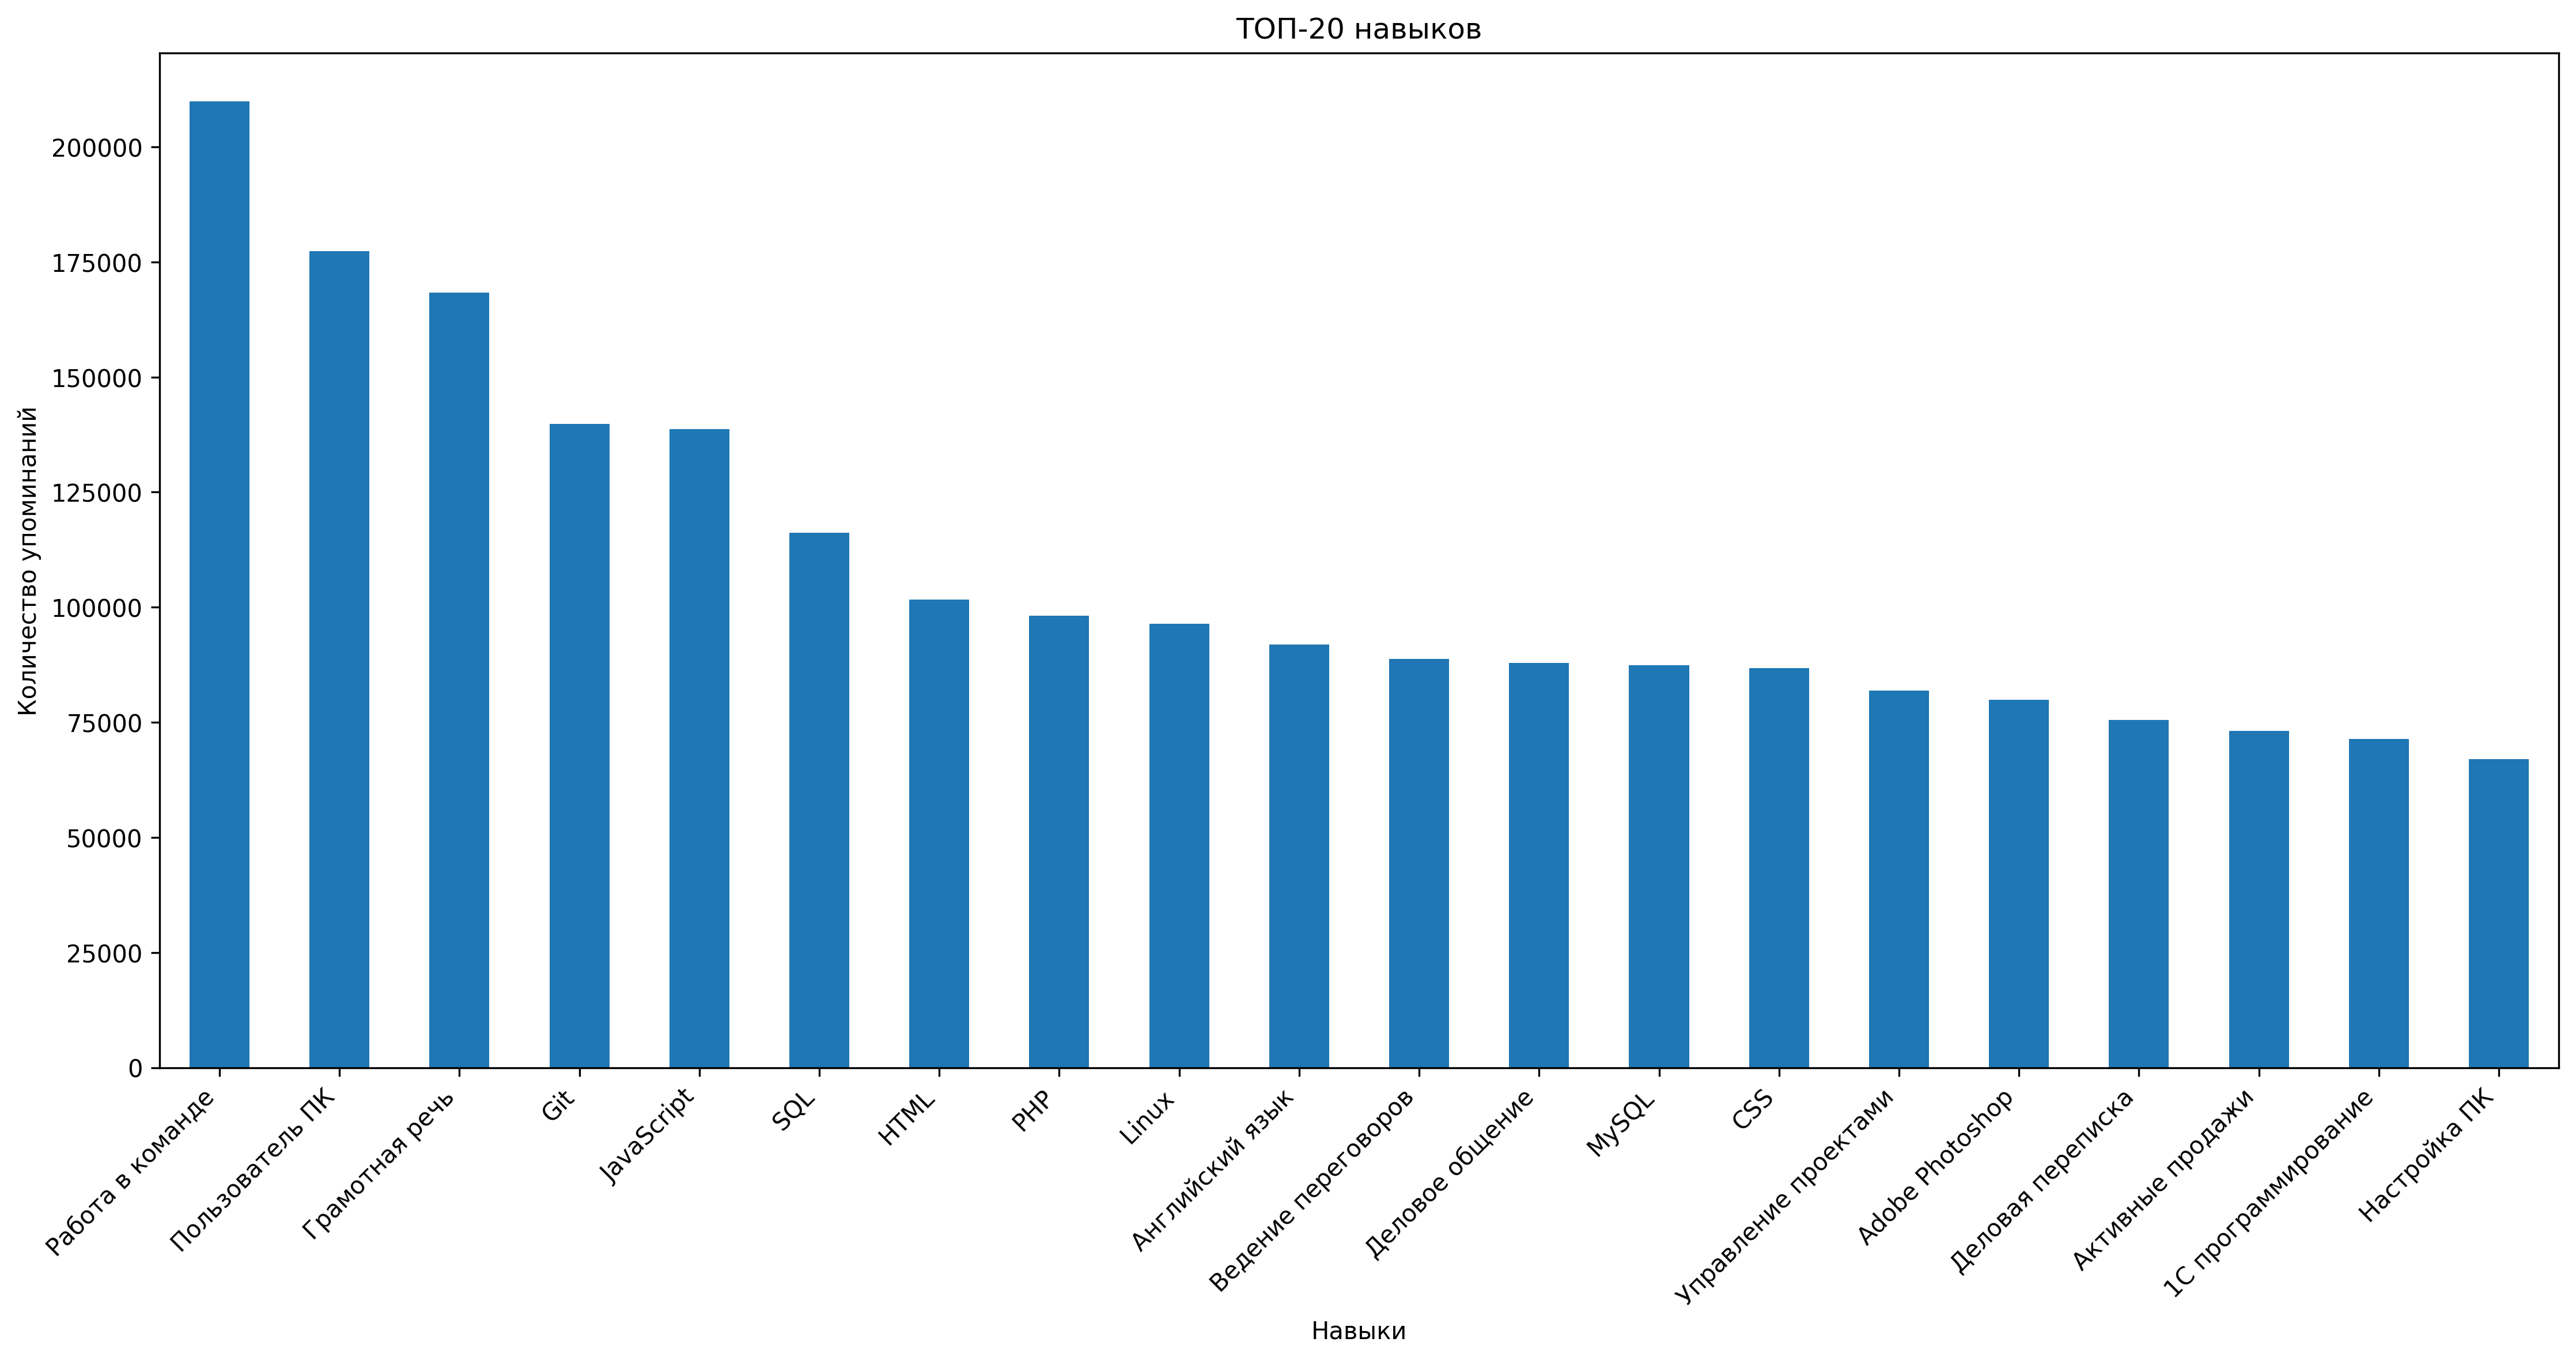 ТОП-20 навыков
Количество упоминаний
200000
175000
150000
125000
100000
75000
50000
25000
0
Работа в команде
Пользователь ПК
Грамотная речь
Git
JavaScript
SQL
HTML
PHP
Linux
Английский язык
Ведение переговоров
Деловое общение
MySQL
CSS
Управление проектами
Adobe Photoshop
Деловая переписка
Активные продажи
1С программирование
Настройка ПК
Навыки